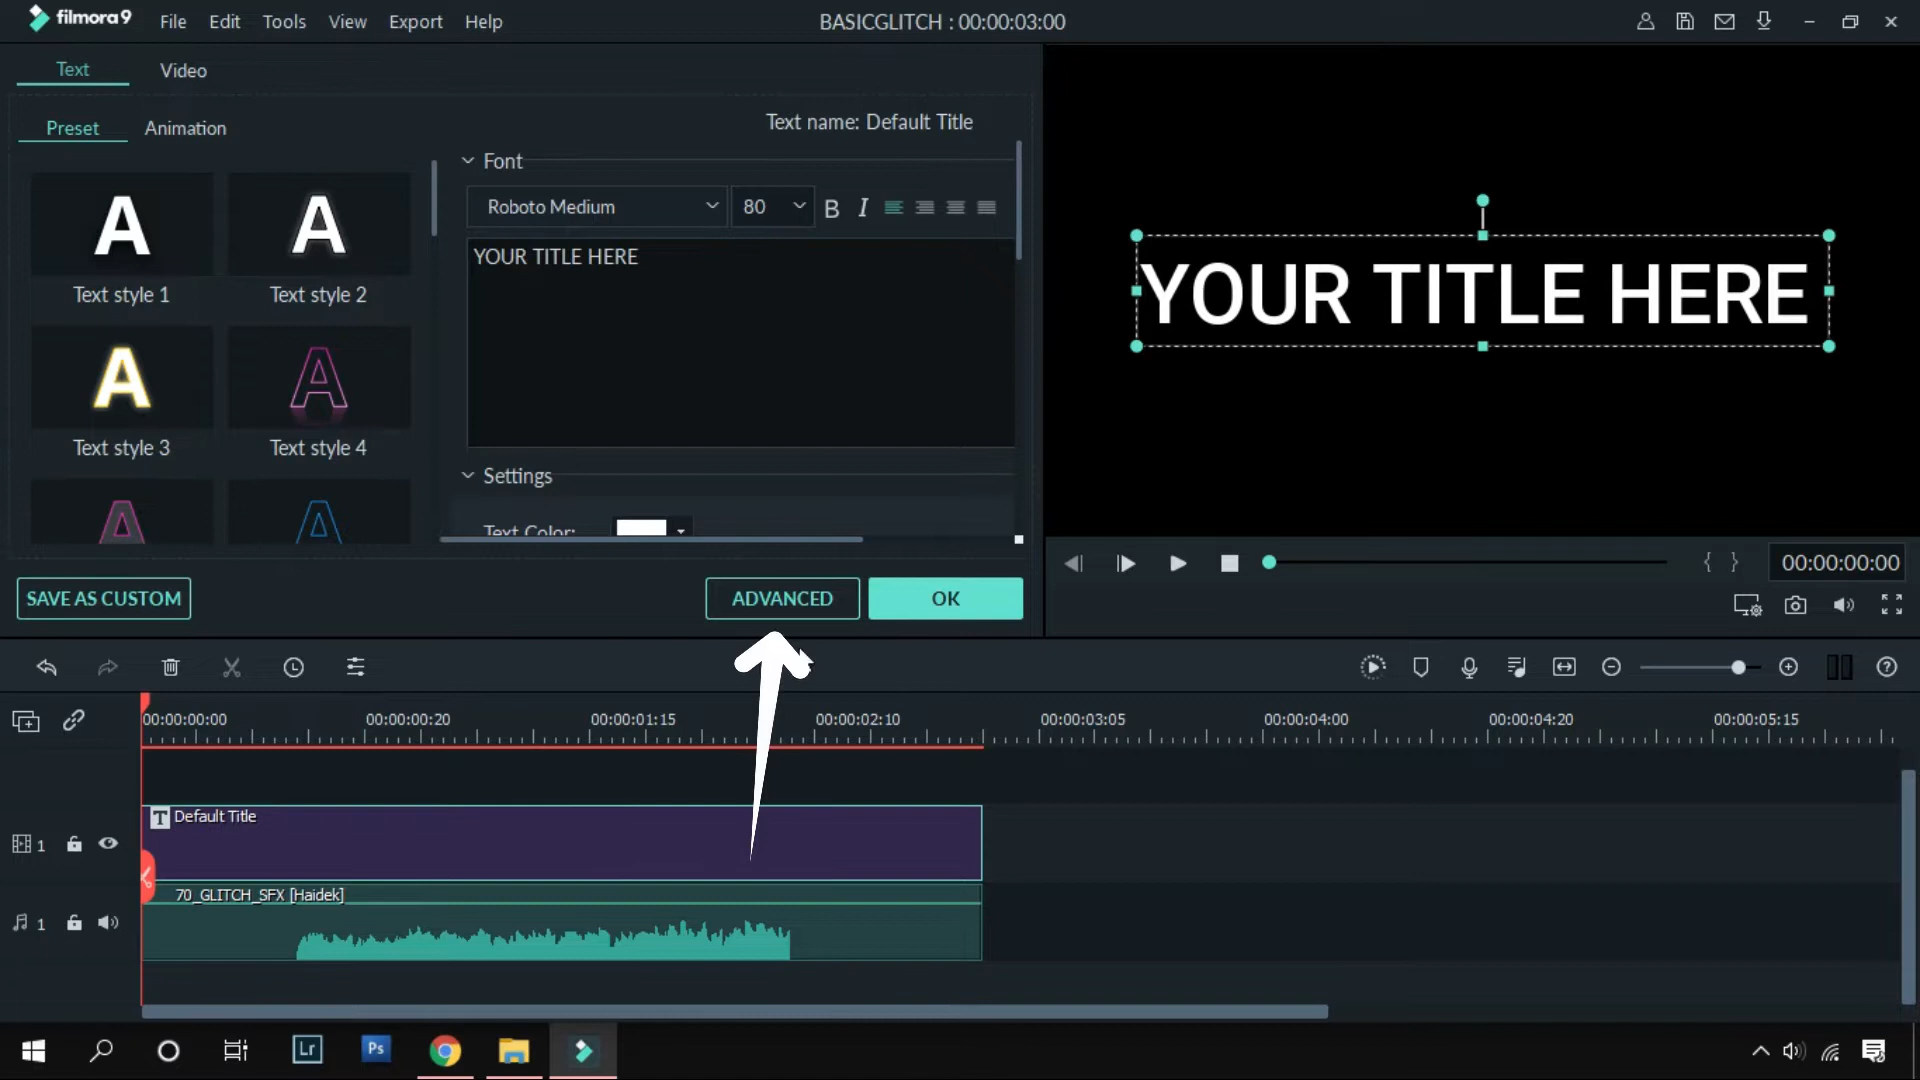 filmora9 File Edit Tools View Export Help BASICGLITCH : 00:00:03:00
Text Video
Preset Animation Text name: Default Title
Font
Roboto Medium 80 B I
YOUR TITLE HERE
YOUR TITLE HERE
A A
Text style 1 Text style 2
A A
Text style 3 Text style 4
A A
Settings
Text Color:
{ } 00:00:00:00
SAVE AS CUSTOM ADVANCED OK
00:00:00:00 00:00:00:20 00:00:01:15 00:00:02:10 00:00:03:05 00:00:04:00 00:00:04:20 00:00:05:15
T Default Title
1
70_GLITCH_SFX [Haidek]
1
Lr Ps